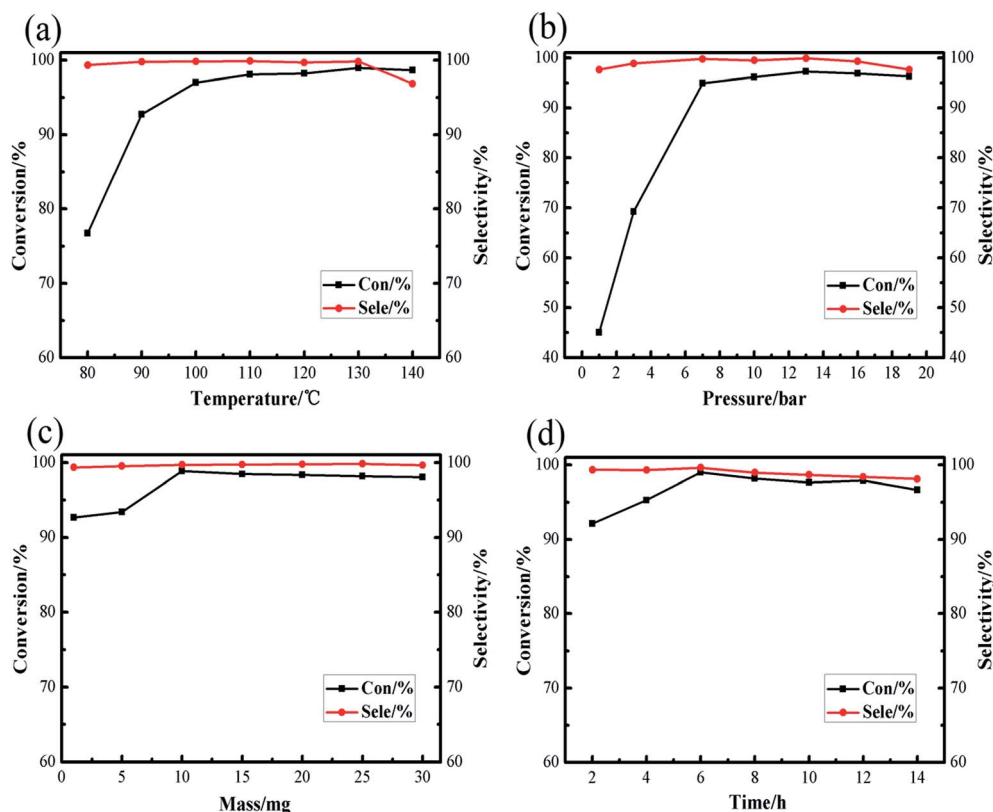 (a)
100
90
80
70
60
Conversion/%
100
90
80
70
60
Selectivity/%
Con/%
Sele/%
80 90 100 110 120 130 140
Temperature/℃
(b)
100
90
80
70
60
50
40
Conversion/%
100
90
80
70
60
50
40
Selectivity/%
Con/%
Sele/%
0 2 4 6 8 10 12 14 16 18 20
Pressure/bar
(c)
100
90
80
70
60
Conversion/%
100
90
80
70
60
Selectivity/%
Con/%
Sele/%
0 5 10 15 20 25 30
Mass/mg
(d)
100
90
80
70
60
Conversion/%
100
90
80
70
60
Selectivity/%
Con/%
Sele/%
2 4 6 8 10 12 14
Time/h